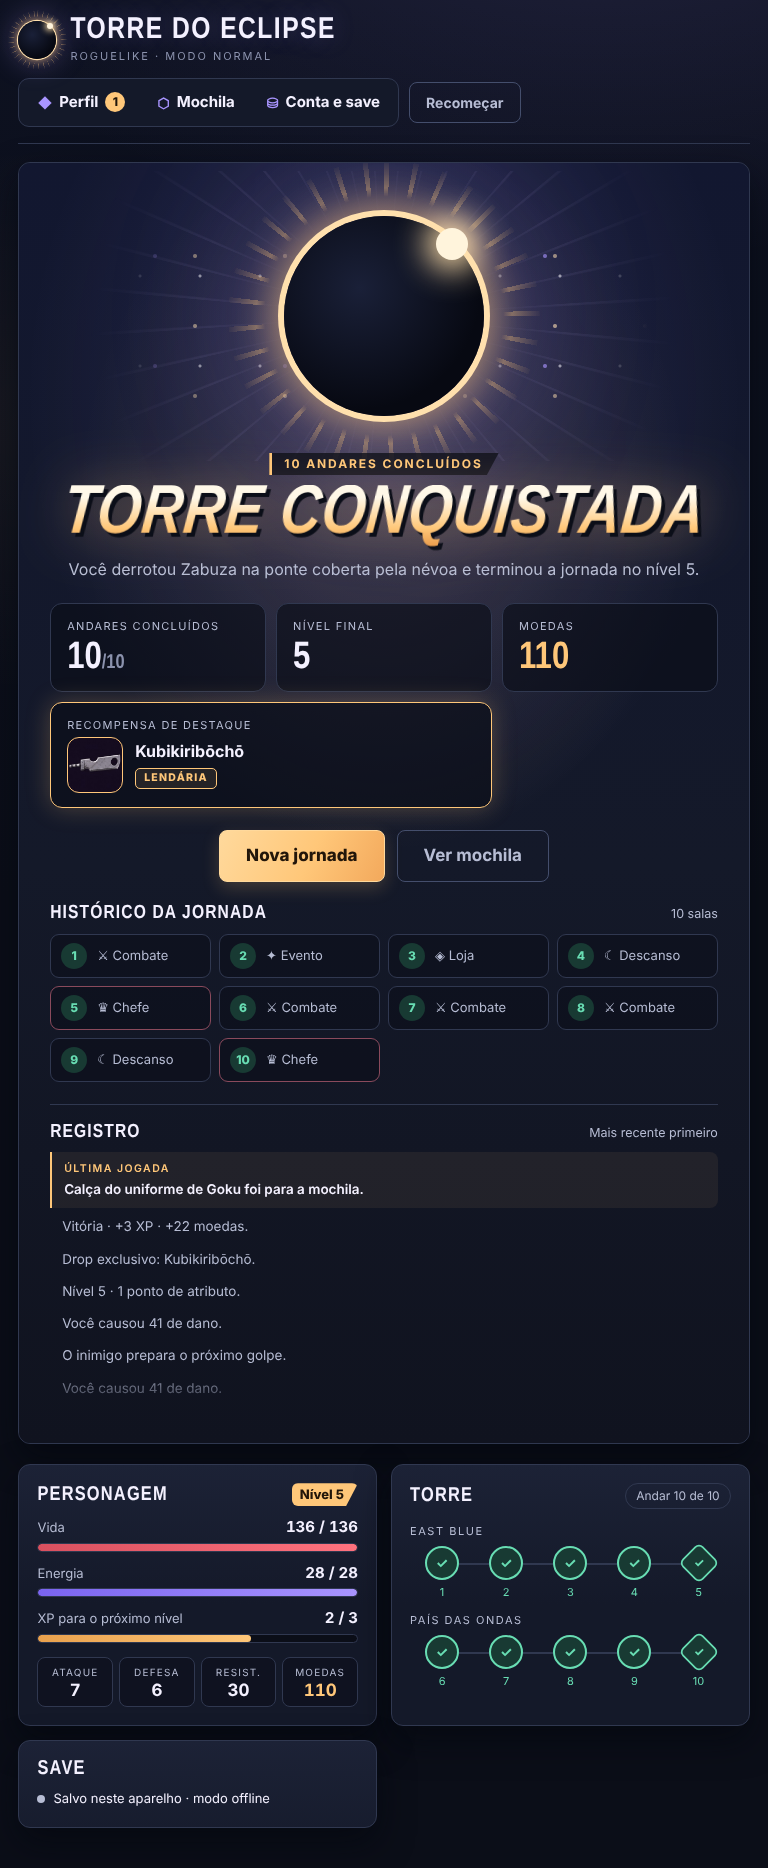 TORRE DO ECLIPSE
ROGUELIKE · MODO NORMAL
Perfil 1 Mochila Conta e save Recomeçar
10 ANDARES CONCLUÍDOS
TORRE CONQUISTADA
Você derrotou Zabuza na ponte coberta pela névoa e terminou a jornada no nível 5.
ANDARES CONCLUÍDOS
10/10
NÍVEL FINAL
5
MOEDAS
110
RECOMPENSA DE DESTAQUE
Kubikiribōchō
LENDÁRIA
Nova jornada Ver mochila
HISTÓRICO DA JORNADA 10 salas
1 ⚔ Combate 2 ✦ Evento 3 ◈ Loja 4 ☾ Descanso
5 ♛ Chefe 6 ⚔ Combate 7 ⚔ Combate 8 ⚔ Combate
9 ☾ Descanso 10 ♛ Chefe
REGISTRO Mais recente primeiro
ÚLTIMA JOGADA
Calça do uniforme de Goku foi para a mochila.
Vitória · +3 XP · +22 moedas.
Drop exclusivo: Kubikiribōchō.
Nível 5 · 1 ponto de atributo.
Você causou 41 de dano.
O inimigo prepara o próximo golpe.
Você causou 41 de dano.
PERSONAGEM Nível 5
Vida 136 / 136
Energia 28 / 28
XP para o próximo nível 2 / 3
ATAQUE
7
DEFESA
6
RESIST.
30
MOEDAS
110
TORRE Andar 10 de 10
EAST BLUE
1 2 3 4 5
PAÍS DAS ONDAS
6 7 8 9 10
SAVE
Salvo neste aparelho · modo offline